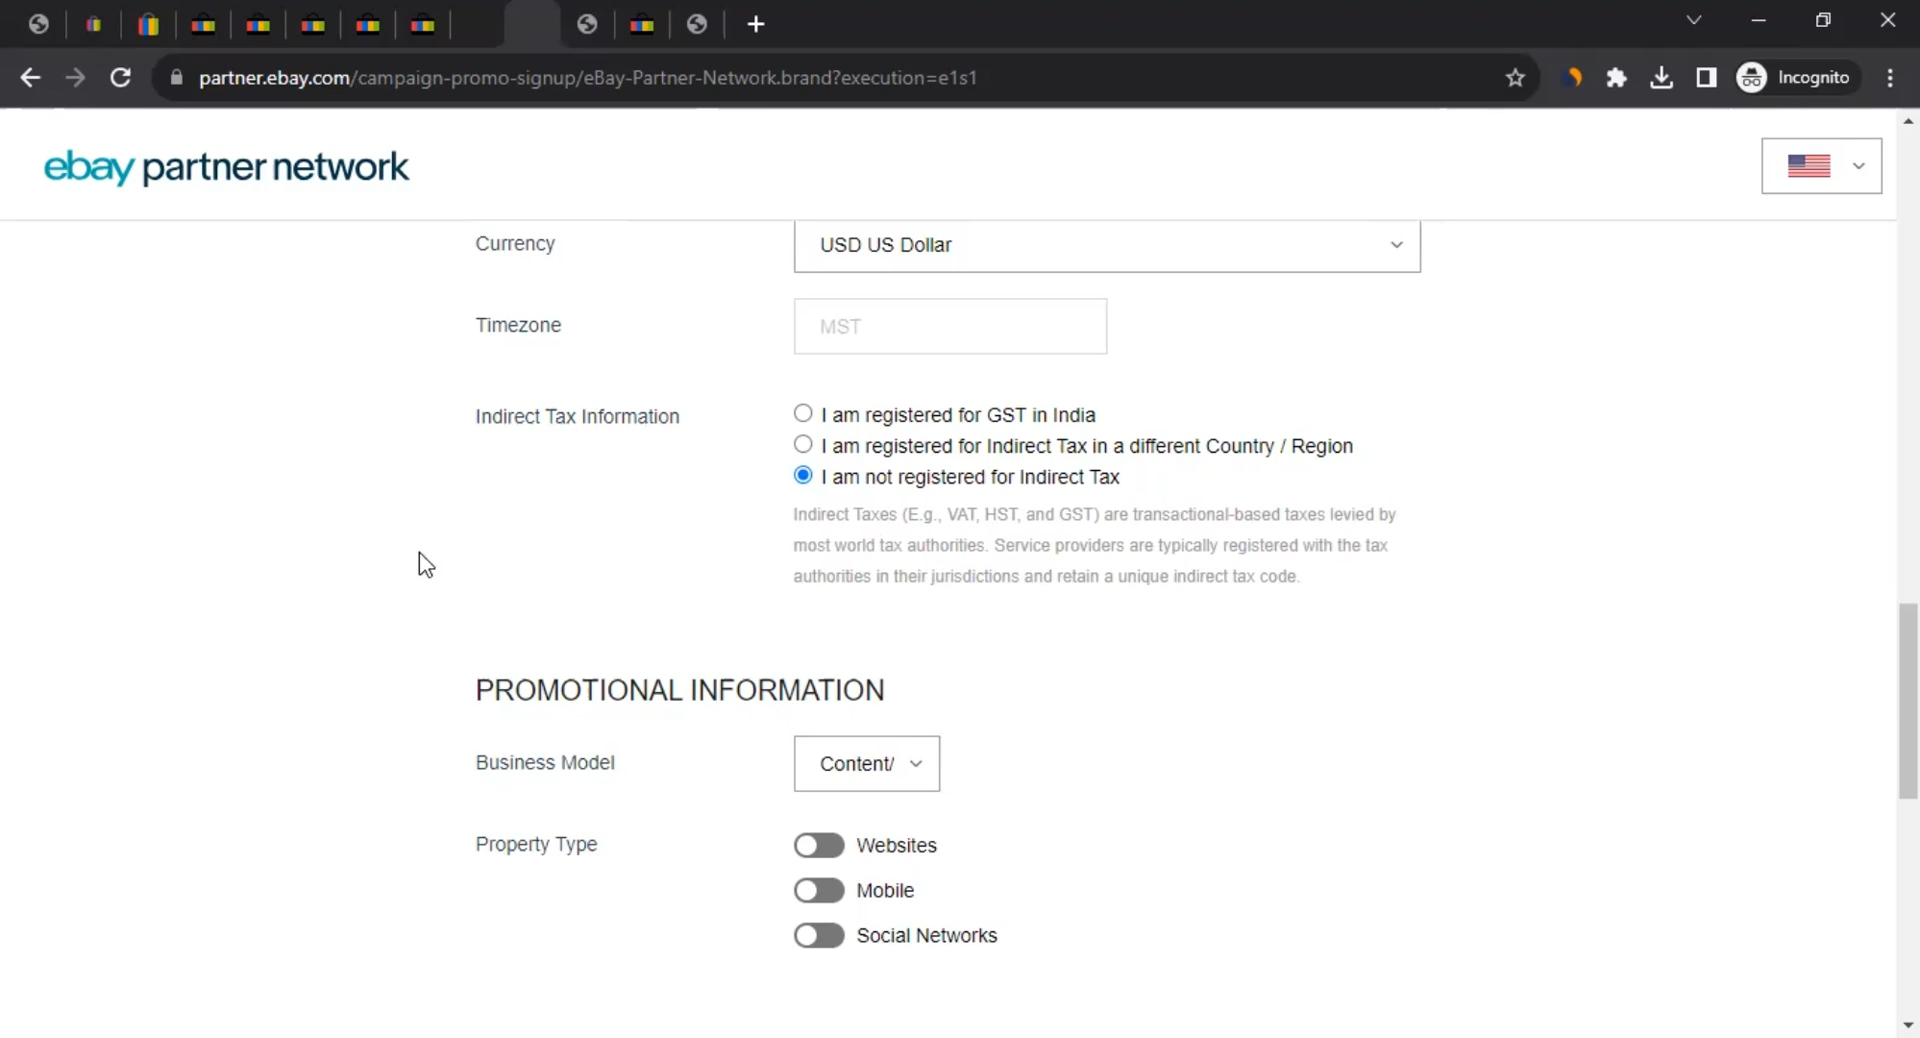 partner.ebay.com/campaign-promo-signup/eBay-Partner-Network.brand?execution=e1s1
Incognito
ebay partner network
Currency
USD US Dollar
Timezone
MST
Indirect Tax Information
I am registered for GST in India
I am registered for Indirect Tax in a different Country / Region
I am not registered for Indirect Tax
Indirect Taxes (E.g., VAT, HST, and GST) are transactional-based taxes levied by
most world tax authorities. Service providers are typically registered with the tax
authorities in their jurisdictions and retain a unique indirect tax code.
PROMOTIONAL INFORMATION
Business Model
Content/
Property Type
Websites
Mobile
Social Networks